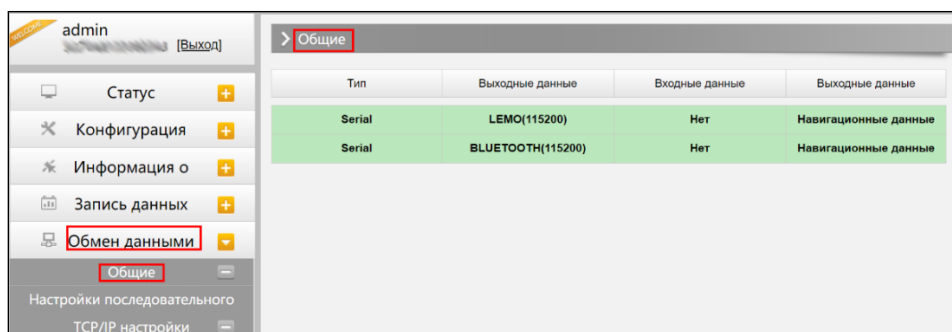 WELCOME
admin
[Выход]
Статус
Конфигурация
Информация о
Запись данных
Обмен данными
Общие
Настройки последовательного
TCP/IP настройки
Общие
Тип Выходные данные Входные данные Выходные данные
Serial LEMO(115200) Нет Навигационные данные
Serial BLUETOOTH(115200) Нет Навигационные данные